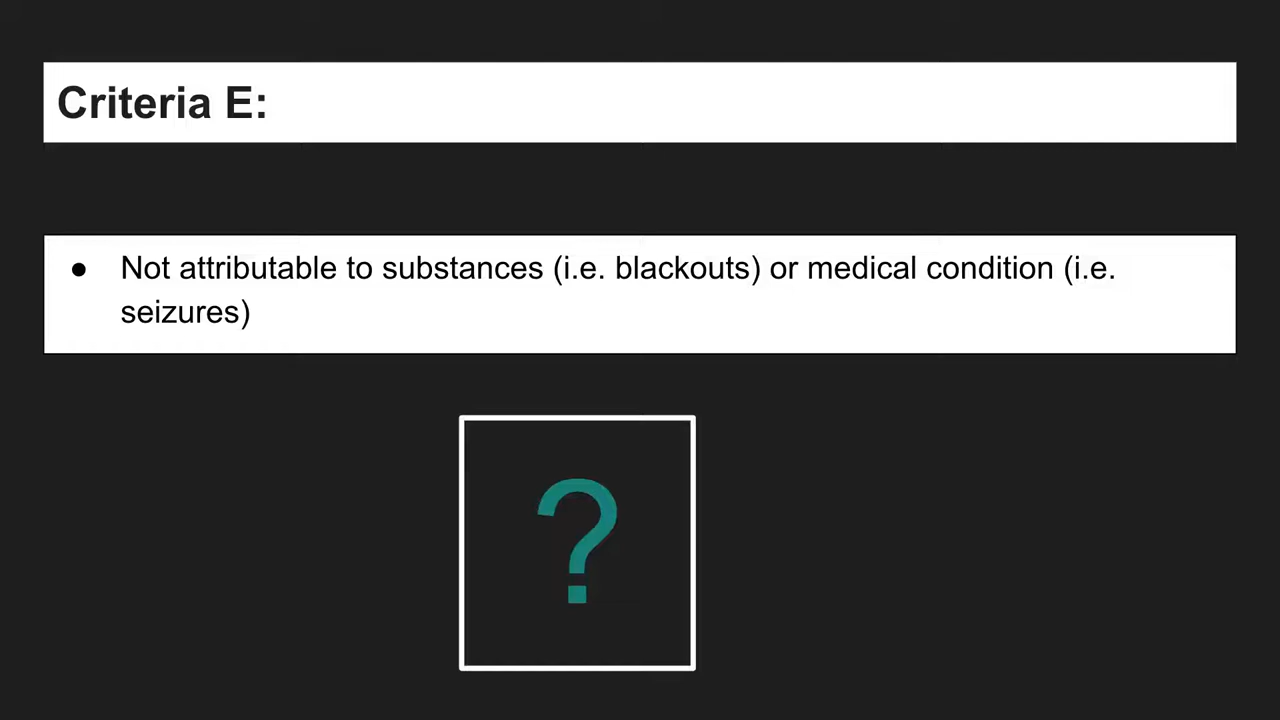 Criteria E:
● Not attributable to substances (i.e. blackouts) or medical condition (i.e.
seizures)
?